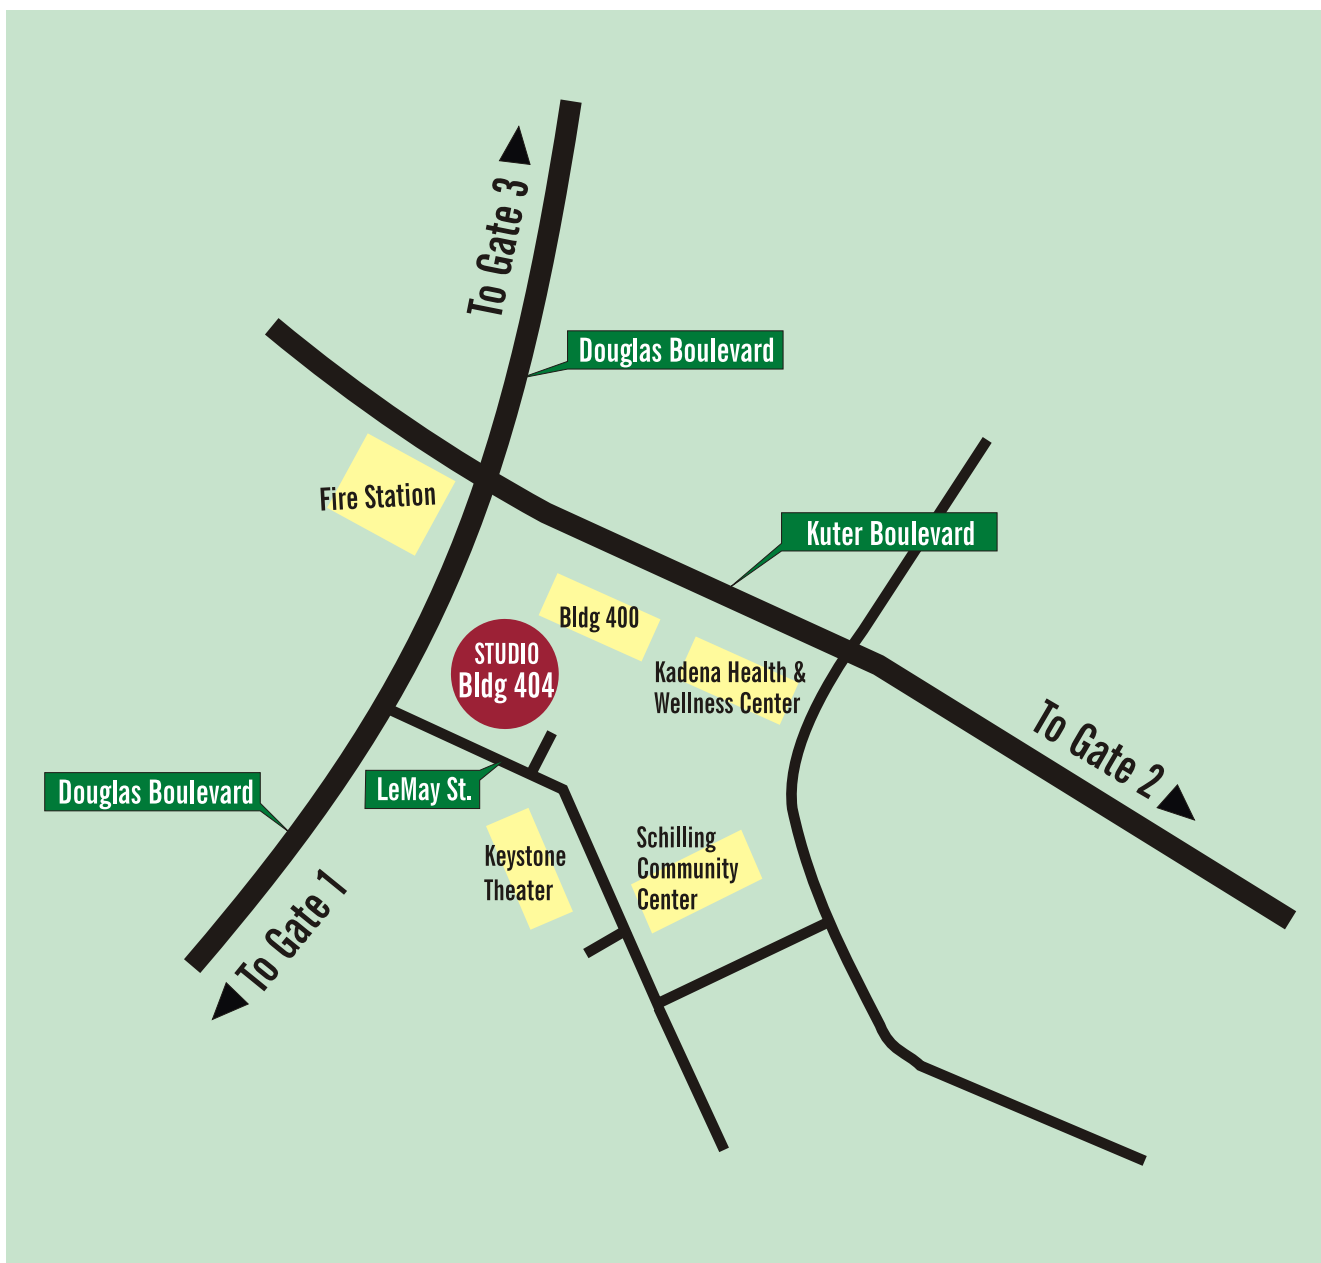 To Gate 3
Douglas Boulevard
Fire Station
Kuter Boulevard
Bldg 400
STUDIO
Bldg 404
Kadena Health &
Wellness Center
To Gate 2
Douglas Boulevard
LeMay St.
Keystone
Theater
Schilling
Community
Center
To Gate 1